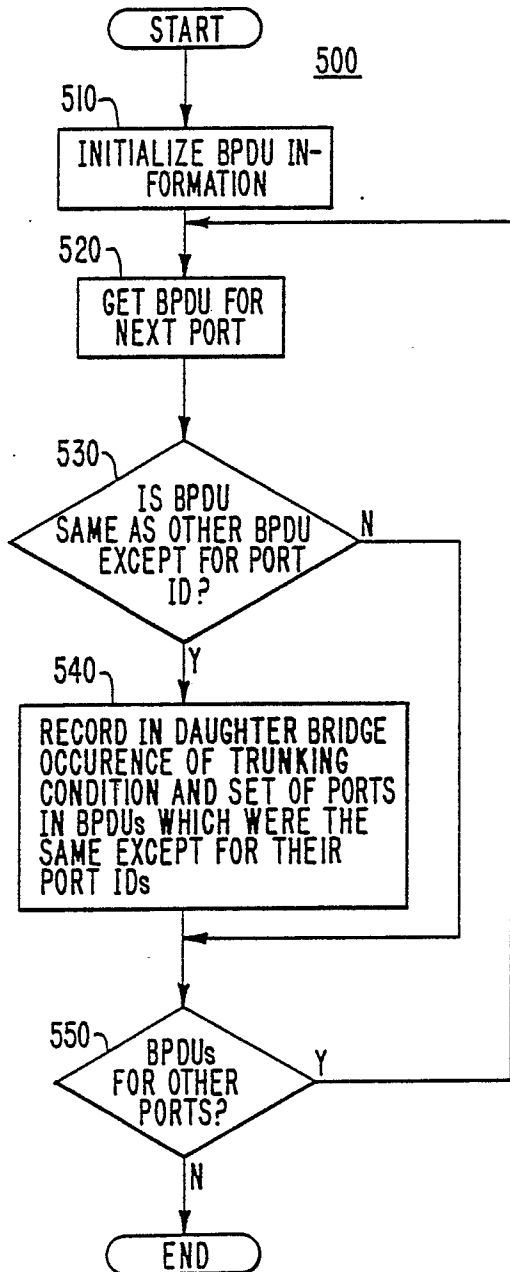 START
500
510
INITIALIZE BPDU IN-
FORMATION
520
GET BPDU FOR
NEXT PORT
530
IS BPDU
SAME AS OTHER BPDU
EXCEPT FOR PORT
ID?
N
Y
540
RECORD IN DAUGHTER BRIDGE
OCCURENCE OF TRUNKING
CONDITION AND SET OF PORTS
IN BPDUs WHICH WERE THE
SAME EXCEPT FOR THEIR
PORT IDs
550
BPDUs
FOR OTHER
PORTS?
Y
N
END